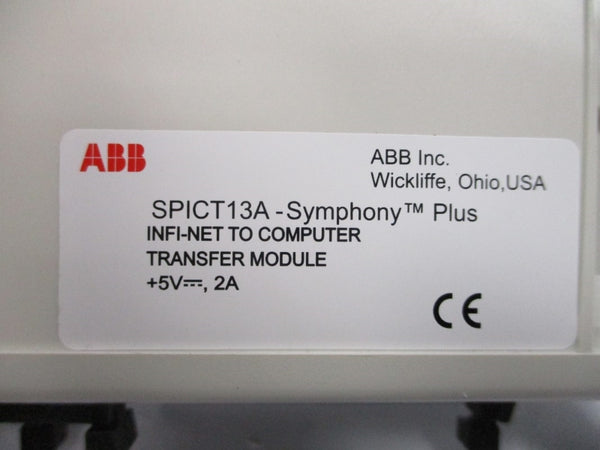 ABB
ABB Inc.
Wickliffe, Ohio,USA
SPICT13A - Symphony™ Plus
INFI-NET TO COMPUTER
TRANSFER MODULE
+5V⎓, 2A
CE